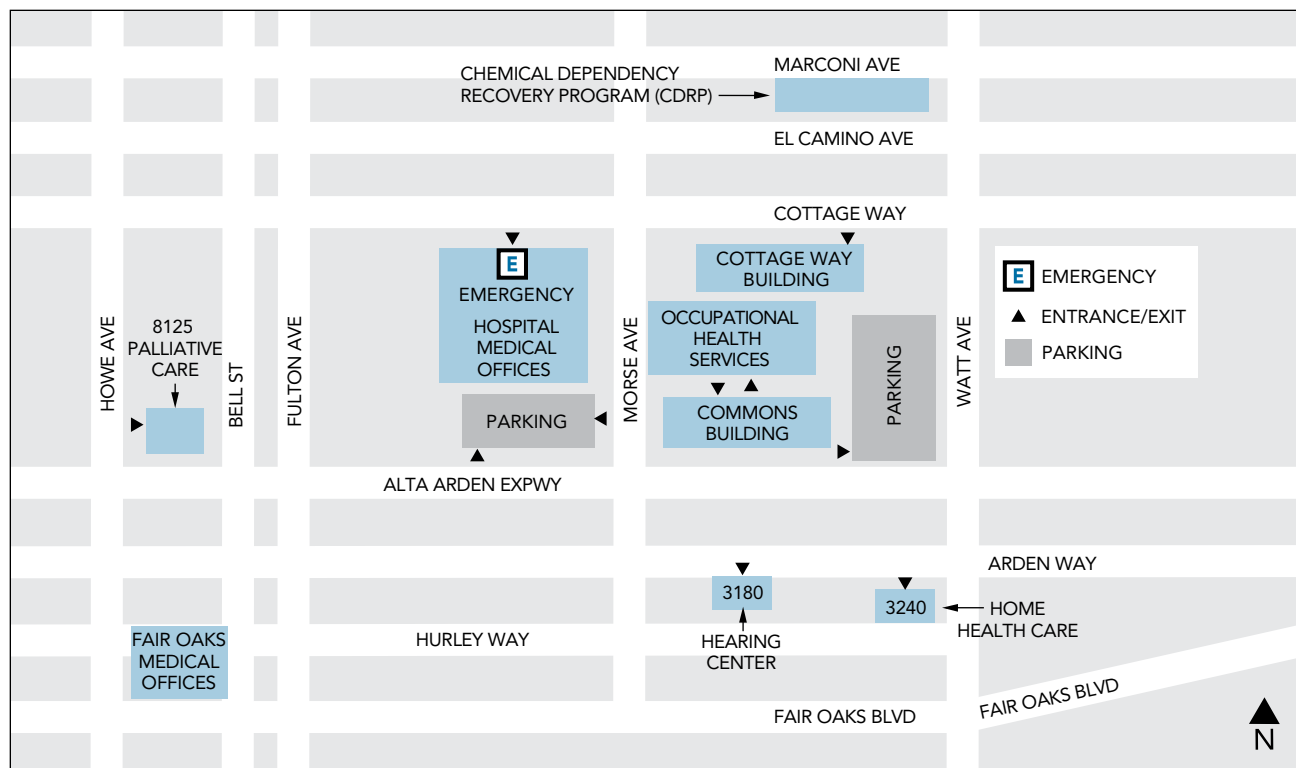 MARCONI AVE
CHEMICAL DEPENDENCY
RECOVERY PROGRAM (CDRP)
EL CAMINO AVE
COTTAGE WAY
E
EMERGENCY
HOSPITAL
MEDICAL
OFFICES
COTTAGE WAY
BUILDING
OCCUPATIONAL
HEALTH
SERVICES
COMMONS
BUILDING
PARKING
PARKING
E EMERGENCY
ENTRANCE/EXIT
PARKING
HOWE AVE
8125
PALLIATIVE
CARE
BELL ST
FULTON AVE
MORSE AVE
WATT AVE
ALTA ARDEN EXPWY
ARDEN WAY
3180
HEARING
CENTER
3240
HOME
HEALTH CARE
FAIR OAKS
MEDICAL
OFFICES
HURLEY WAY
FAIR OAKS BLVD
FAIR OAKS BLVD
N